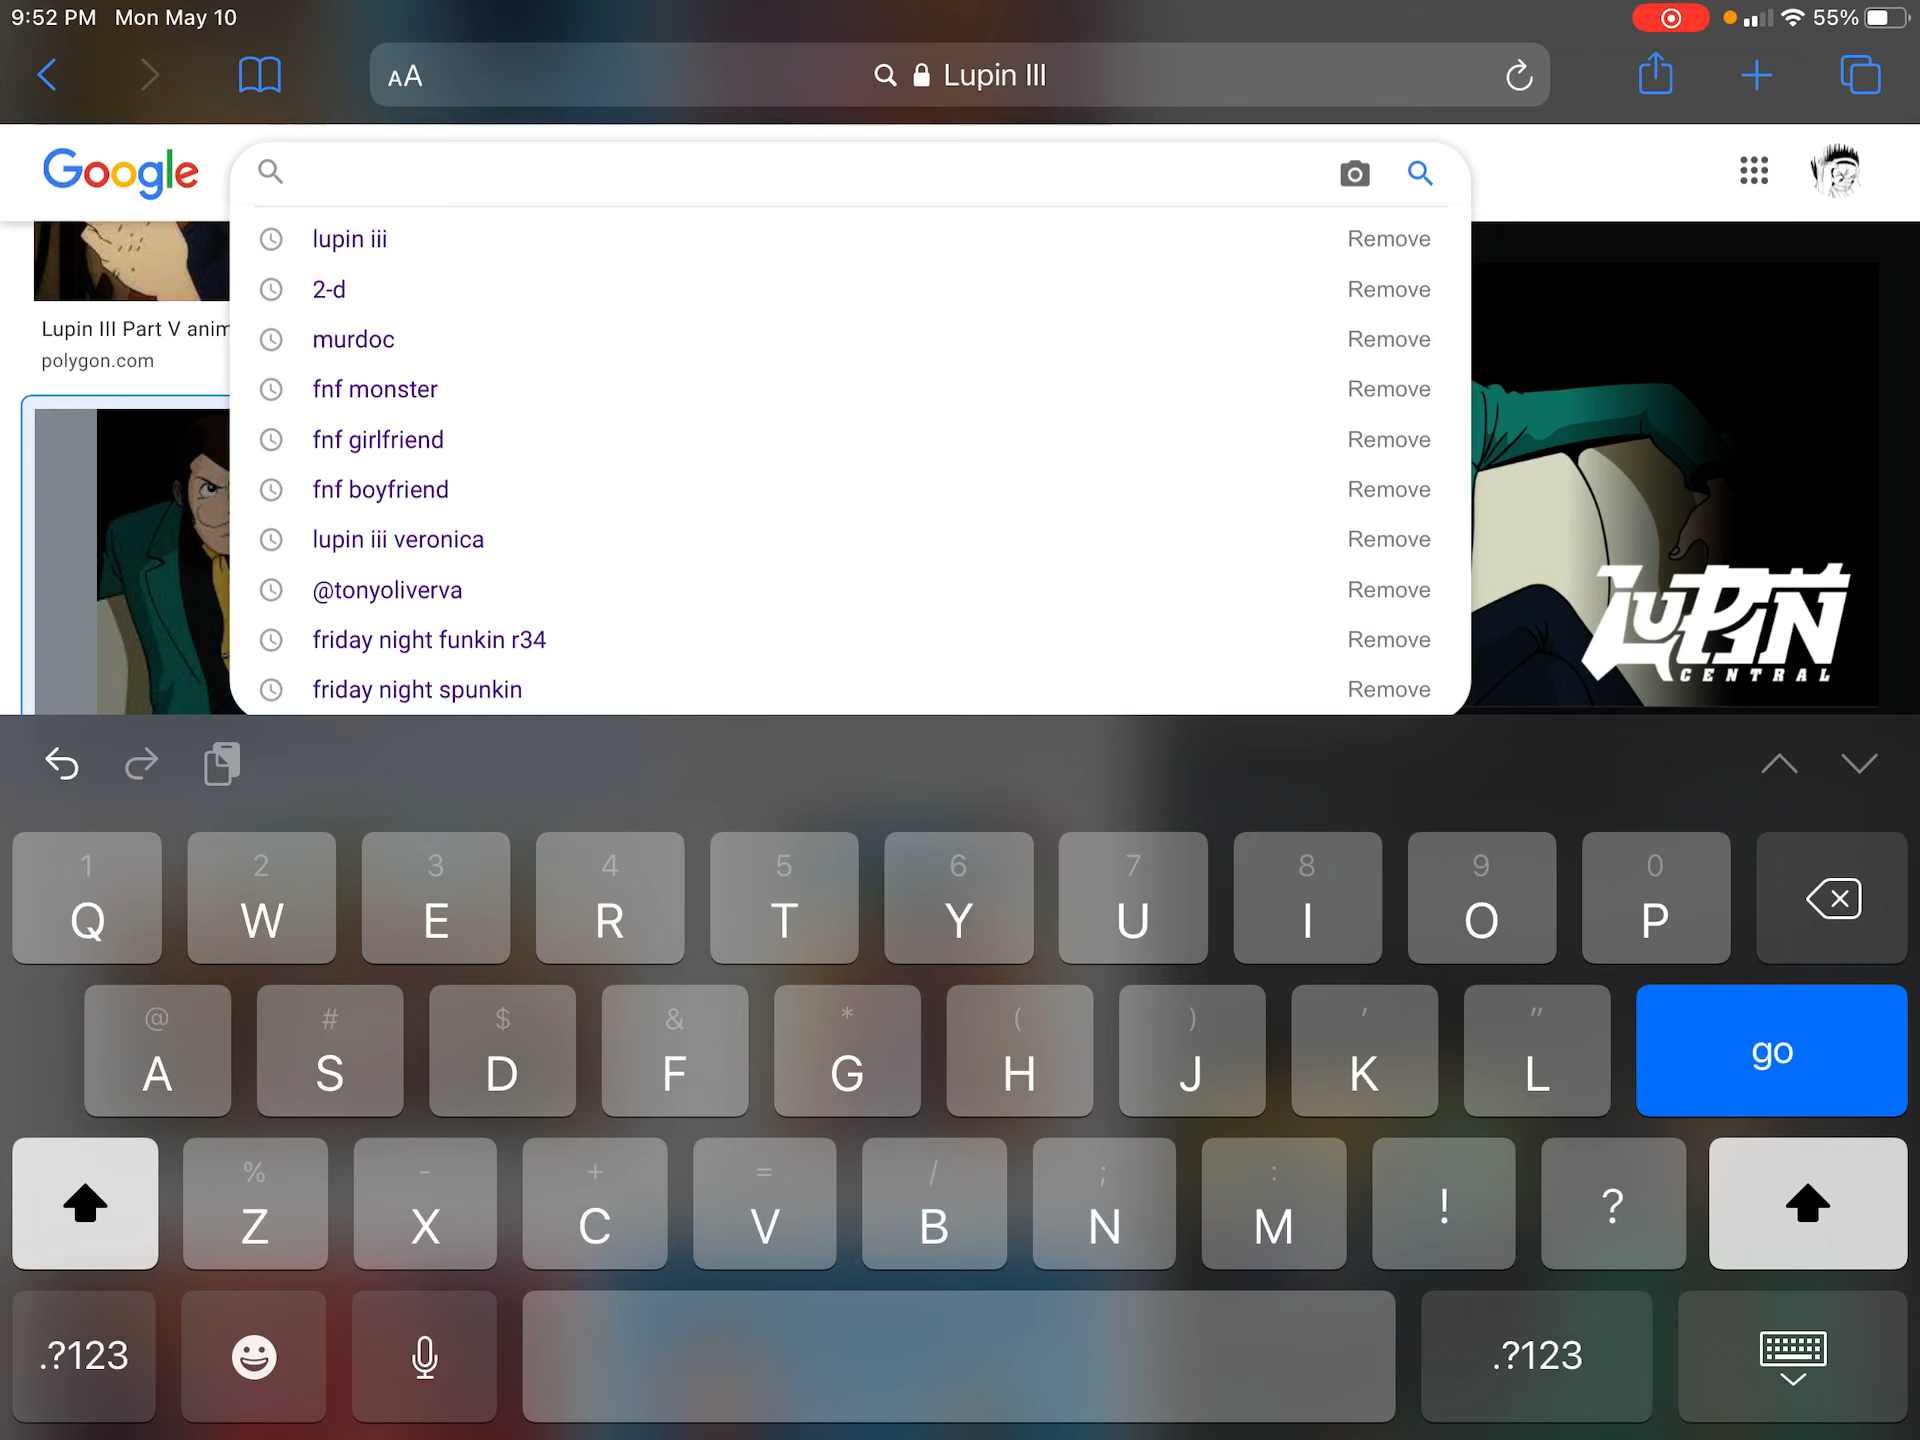 9:52 PM Mon May 10
55%
AA Lupin III
Google
lupin iii Remove
2-d Remove
murdoc Remove
fnf monster Remove
fnf girlfriend Remove
fnf boyfriend Remove
lupin iii veronica Remove
@tonyoliverva Remove
friday night funkin r34 Remove
friday night spunkin Remove
Lupin III Part V anim
polygon.com
LUPIN
CENTRAL
1 2 3 4 5 6 7 8 9 0
Q W E R T Y U I O P
@ # $ & * ( ) ' "
A S D F G H J K L go
% - + = / ; :
Z X C V B N M ! ?
.?123 .?123